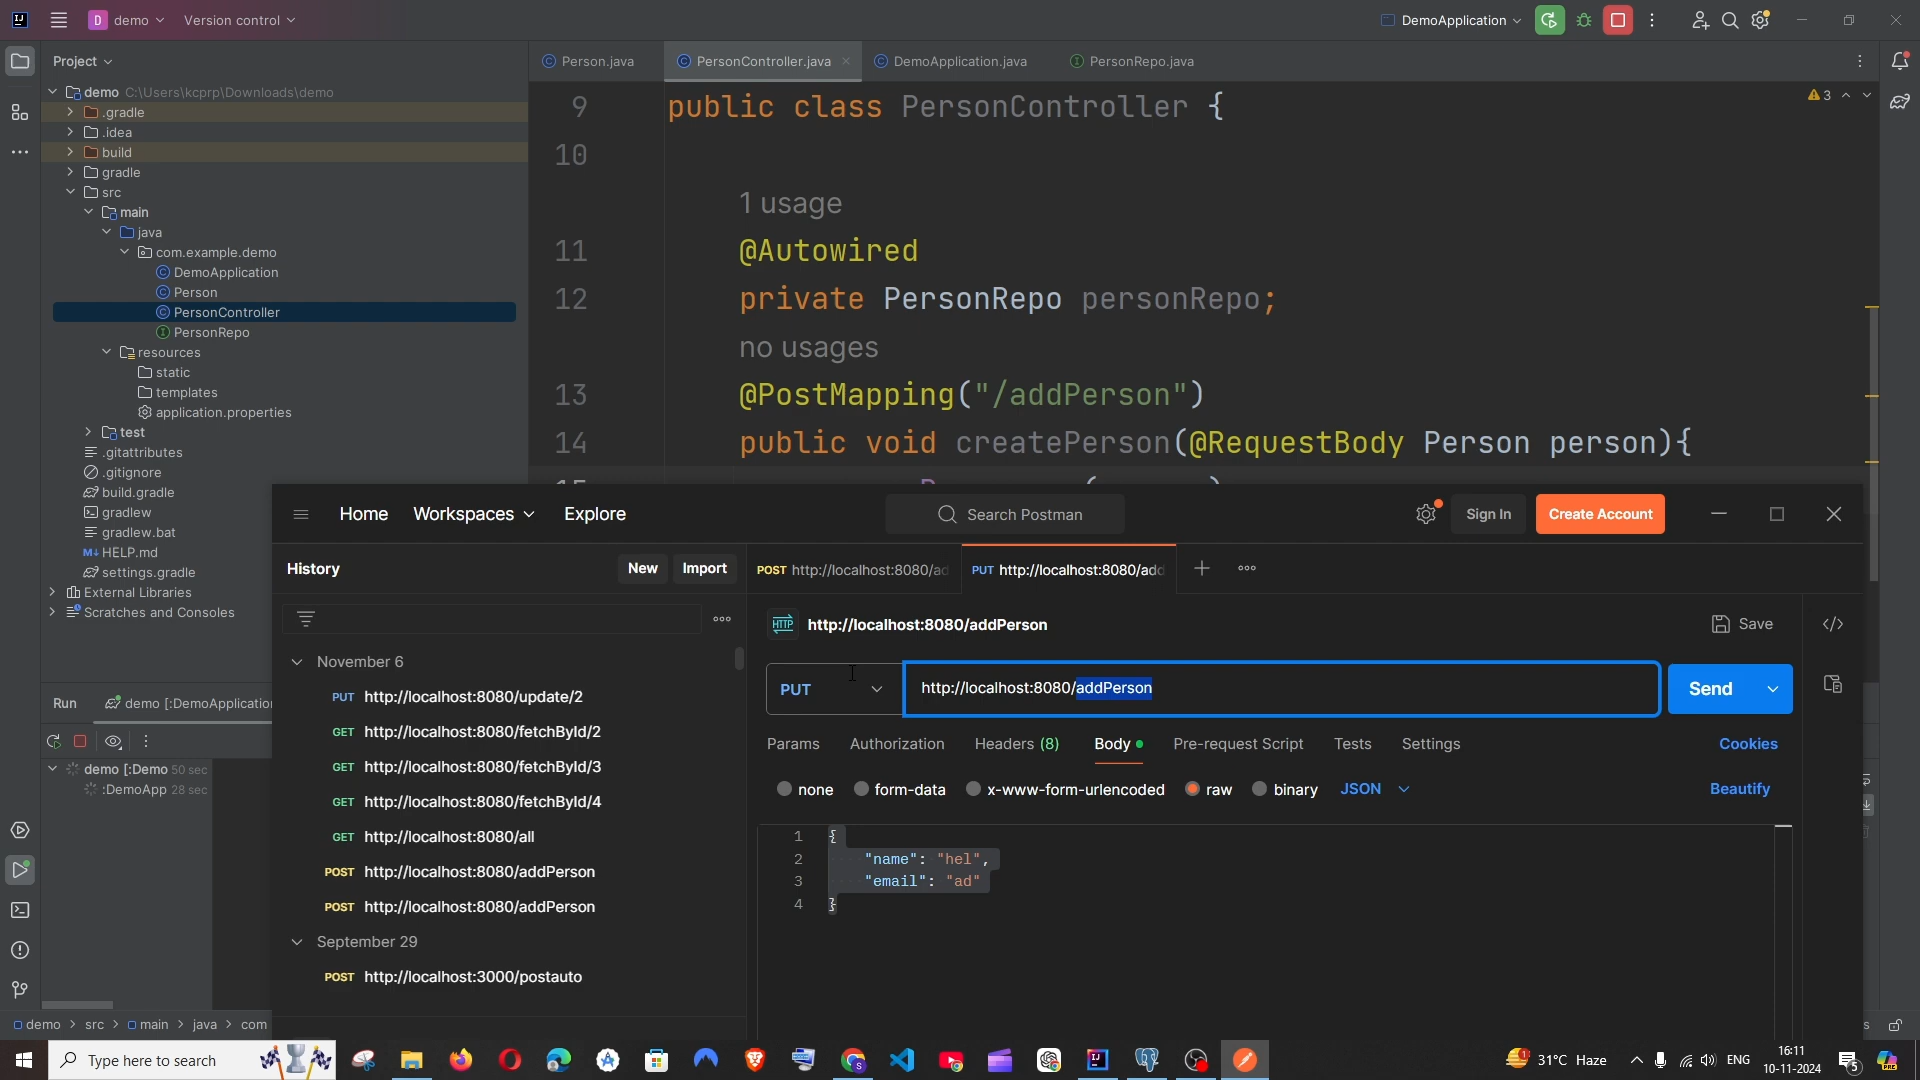 D demo Version control
DemoApplication
Project
Person.java PersonController.java DemoApplication.java PersonRepo.java
demo C:\Users\kcprp\Downloads\demo
.gradle
.idea
build
gradle
src
main
java
com.example.demo
DemoApplication
Person
PersonController
PersonRepo
resources
static
templates
application.properties
test
.gitattributes
.gitignore
build.gradle
gradlew
gradlew.bat
HELP.md
settings.gradle
External Libraries
Scratches and Consoles
3
9 public class PersonController {
10
1 usage
11 @Autowired
12 private PersonRepo personRepo;
no usages
13 @PostMapping("/addPerson")
14 public void createPerson(@RequestBody Person person){
Run demo [:DemoApplication
demo [:Demo 50 sec
:DemoApp 28 sec
Home Workspaces Explore Search Postman Sign In Create Account
History New Import
November 6
PUT http://localhost:8080/update/2
GET http://localhost:8080/fetchById/2
GET http://localhost:8080/fetchById/3
GET http://localhost:8080/fetchById/4
GET http://localhost:8080/all
POST http://localhost:8080/addPerson
POST http://localhost:8080/addPerson
September 29
POST http://localhost:3000/postauto
POST http://localhost:8080/ad PUT http://localhost:8080/add
HTTP http://localhost:8080/addPerson Save
PUT http://localhost:8080/addPerson Send
Params Authorization Headers (8) Body Pre-request Script Tests Settings Cookies
none form-data x-www-form-urlencoded raw binary JSON Beautify
1 {
2 "name": "hel",
3 "email": "ad"
4 }
demo > src > main > java > com
Type here to search
31°C Haze ENG 16:11
10-11-2024
5